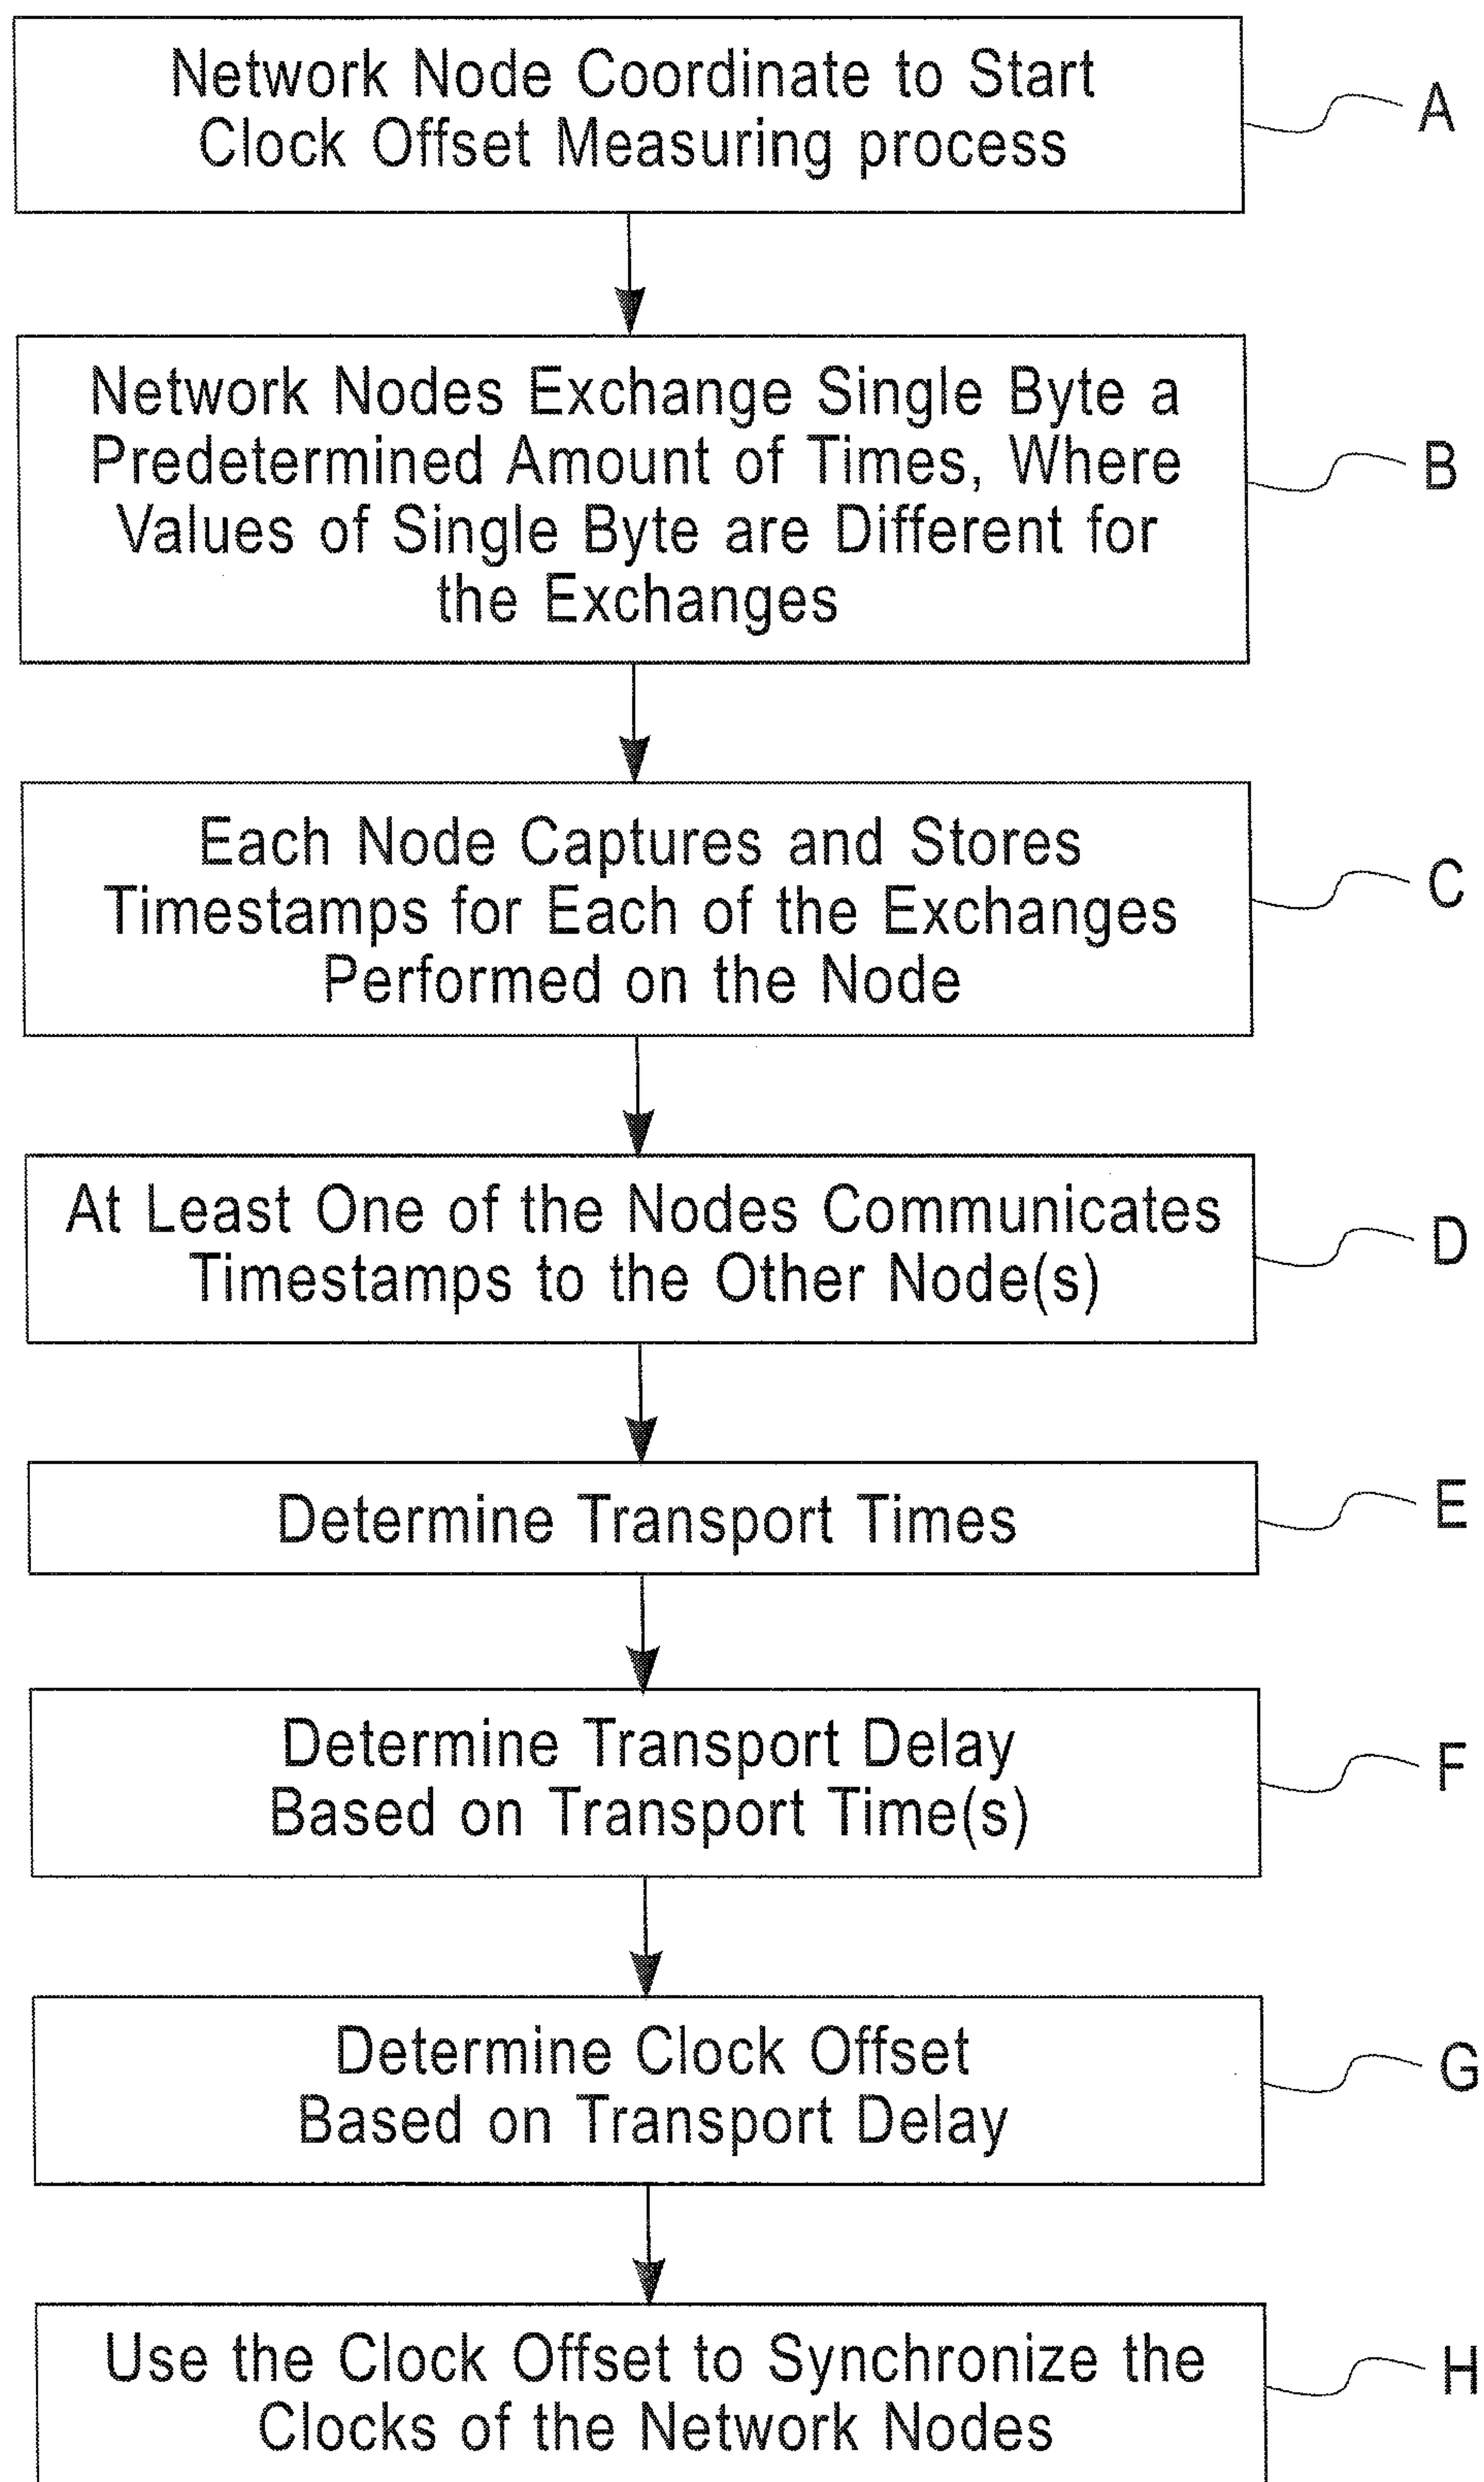 Network Node Coordinate to Start
Clock Offset Measuring process
A
Network Nodes Exchange Single Byte a
Predetermined Amount of Times, Where
Values of Single Byte are Different for
the Exchanges
B
Each Node Captures and Stores
Timestamps for Each of the Exchanges
Performed on the Node
C
At Least One of the Nodes Communicates
Timestamps to the Other Node(s)
D
Determine Transport Times
E
Determine Transport Delay
Based on Transport Time(s)
F
Determine Clock Offset
Based on Transport Delay
G
Use the Clock Offset to Synchronize the
Clocks of the Network Nodes
H